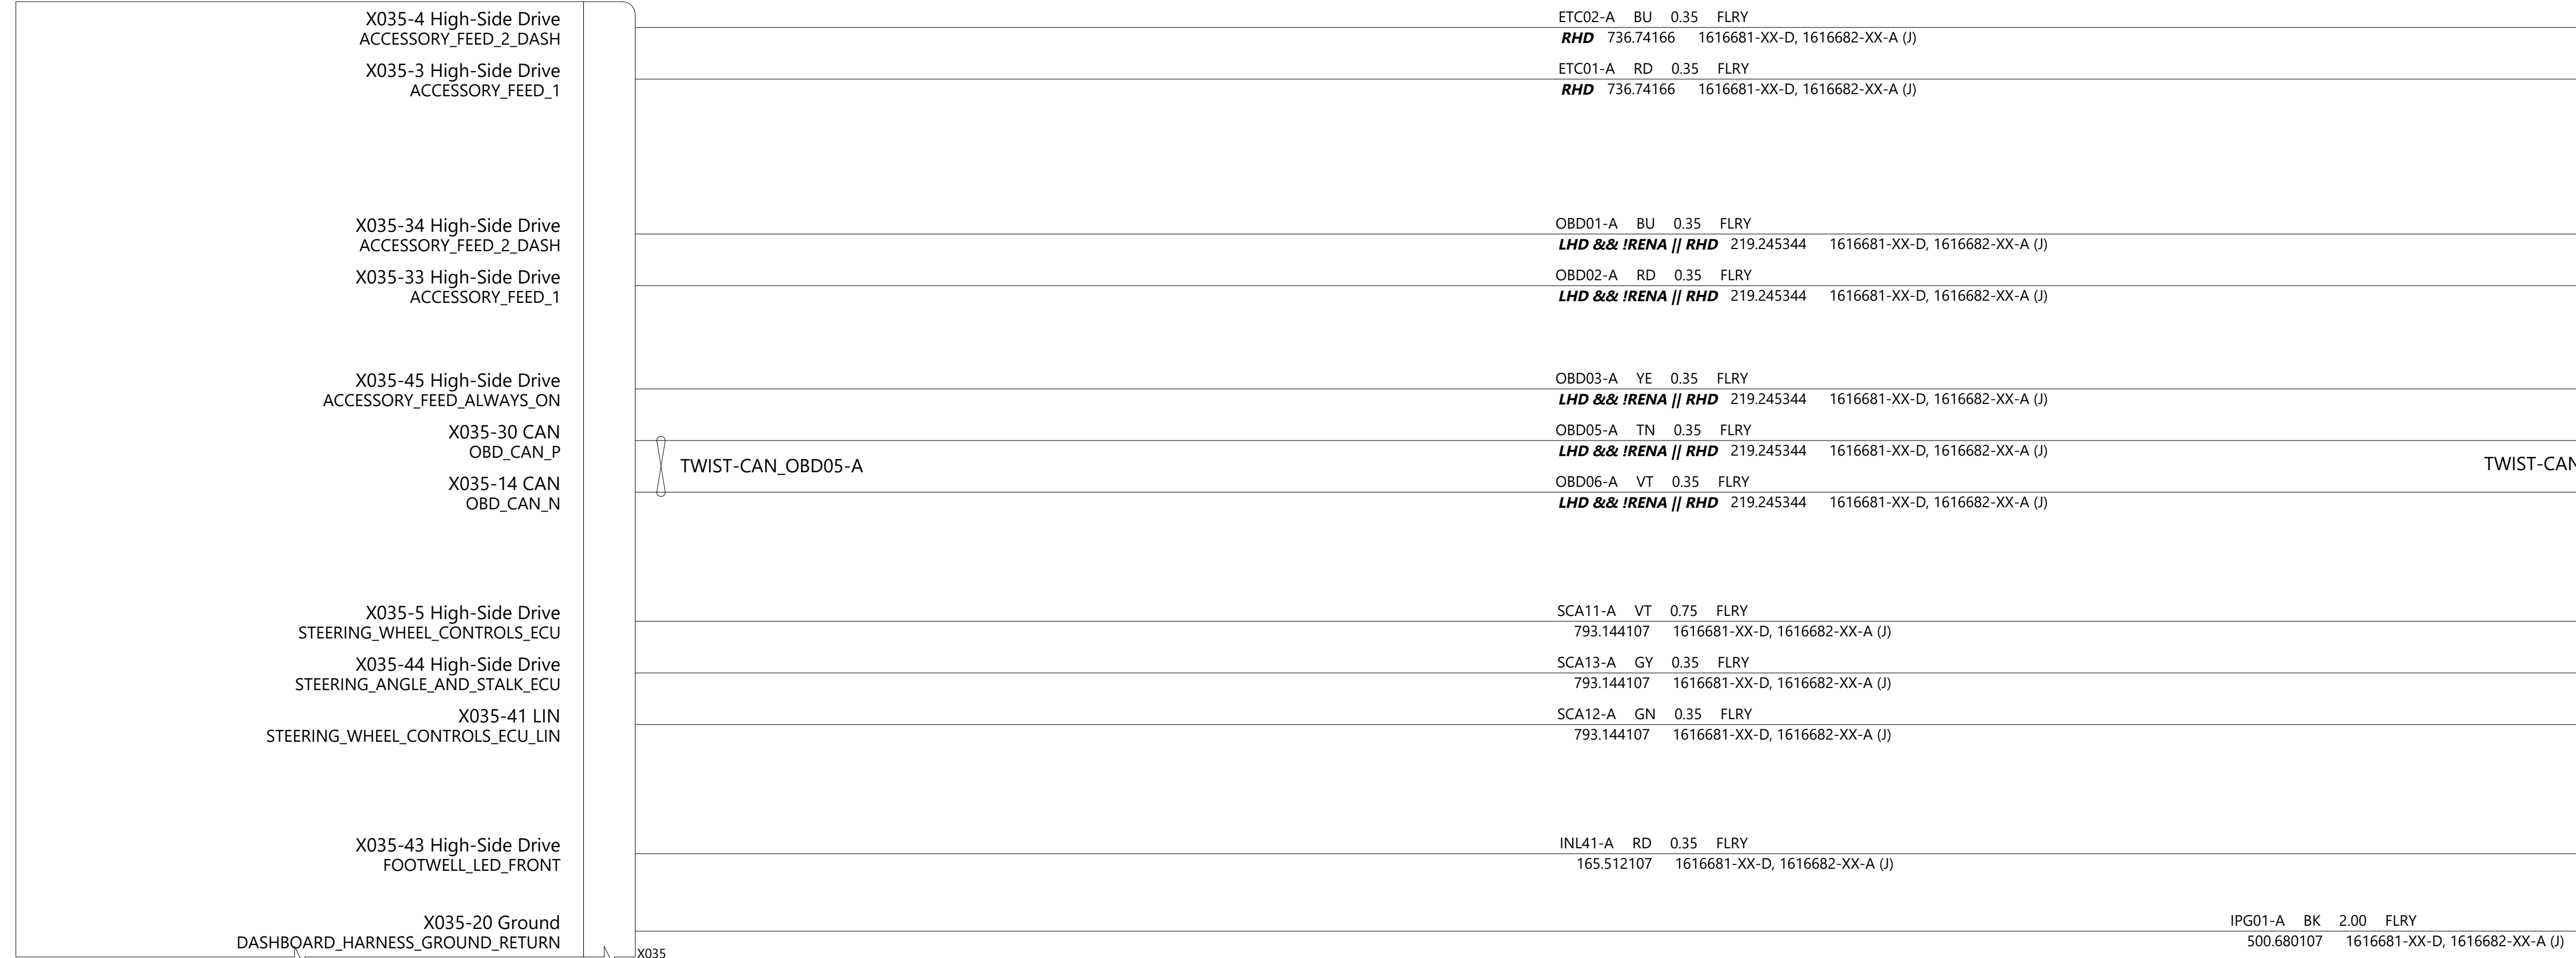 X035-4 High-Side Drive
ACCESSORY_FEED_2_DASH
ETC02-A BU 0.35 FLRY
RHD 736.74166 1616681-XX-D, 1616682-XX-A (J)
X035-3 High-Side Drive
ACCESSORY_FEED_1
ETC01-A RD 0.35 FLRY
RHD 736.74166 1616681-XX-D, 1616682-XX-A (J)
X035-34 High-Side Drive
ACCESSORY_FEED_2_DASH
OBD01-A BU 0.35 FLRY
LHD && !RENA || RHD 219.245344 1616681-XX-D, 1616682-XX-A (J)
X035-33 High-Side Drive
ACCESSORY_FEED_1
OBD02-A RD 0.35 FLRY
LHD && !RENA || RHD 219.245344 1616681-XX-D, 1616682-XX-A (J)
X035-45 High-Side Drive
ACCESSORY_FEED_ALWAYS_ON
OBD03-A YE 0.35 FLRY
LHD && !RENA || RHD 219.245344 1616681-XX-D, 1616682-XX-A (J)
X035-30 CAN
OBD_CAN_P
OBD05-A TN 0.35 FLRY
LHD && !RENA || RHD 219.245344 1616681-XX-D, 1616682-XX-A (J)
TWIST-CAN_OBD05-A
TWIST-CAN
X035-14 CAN
OBD_CAN_N
OBD06-A VT 0.35 FLRY
LHD && !RENA || RHD 219.245344 1616681-XX-D, 1616682-XX-A (J)
X035-5 High-Side Drive
STEERING_WHEEL_CONTROLS_ECU
SCA11-A VT 0.75 FLRY
793.144107 1616681-XX-D, 1616682-XX-A (J)
X035-44 High-Side Drive
STEERING_ANGLE_AND_STALK_ECU
SCA13-A GY 0.35 FLRY
793.144107 1616681-XX-D, 1616682-XX-A (J)
X035-41 LIN
STEERING_WHEEL_CONTROLS_ECU_LIN
SCA12-A GN 0.35 FLRY
793.144107 1616681-XX-D, 1616682-XX-A (J)
X035-43 High-Side Drive
FOOTWELL_LED_FRONT
INL41-A RD 0.35 FLRY
165.512107 1616681-XX-D, 1616682-XX-A (J)
X035-20 Ground
DASHBOARD_HARNESS_GROUND_RETURN
IPG01-A BK 2.00 FLRY
500.680107 1616681-XX-D, 1616682-XX-A (J)
X035